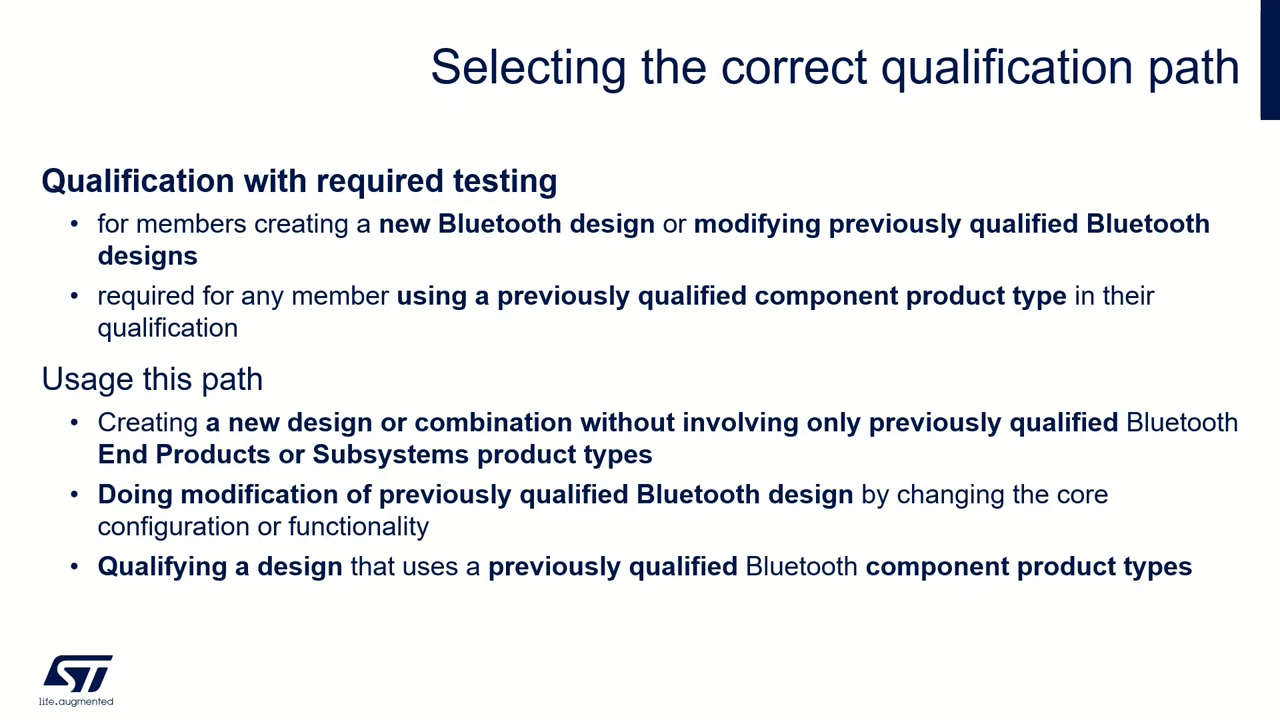 Selecting the correct qualification path
Qualification with required testing
• for members creating a new Bluetooth design or modifying previously qualified Bluetooth
designs
• required for any member using a previously qualified component product type in their
qualification
Usage this path
• Creating a new design or combination without involving only previously qualified Bluetooth
End Products or Subsystems product types
• Doing modification of previously qualified Bluetooth design by changing the core
configuration or functionality
• Qualifying a design that uses a previously qualified Bluetooth component product types
ST
life.augmented